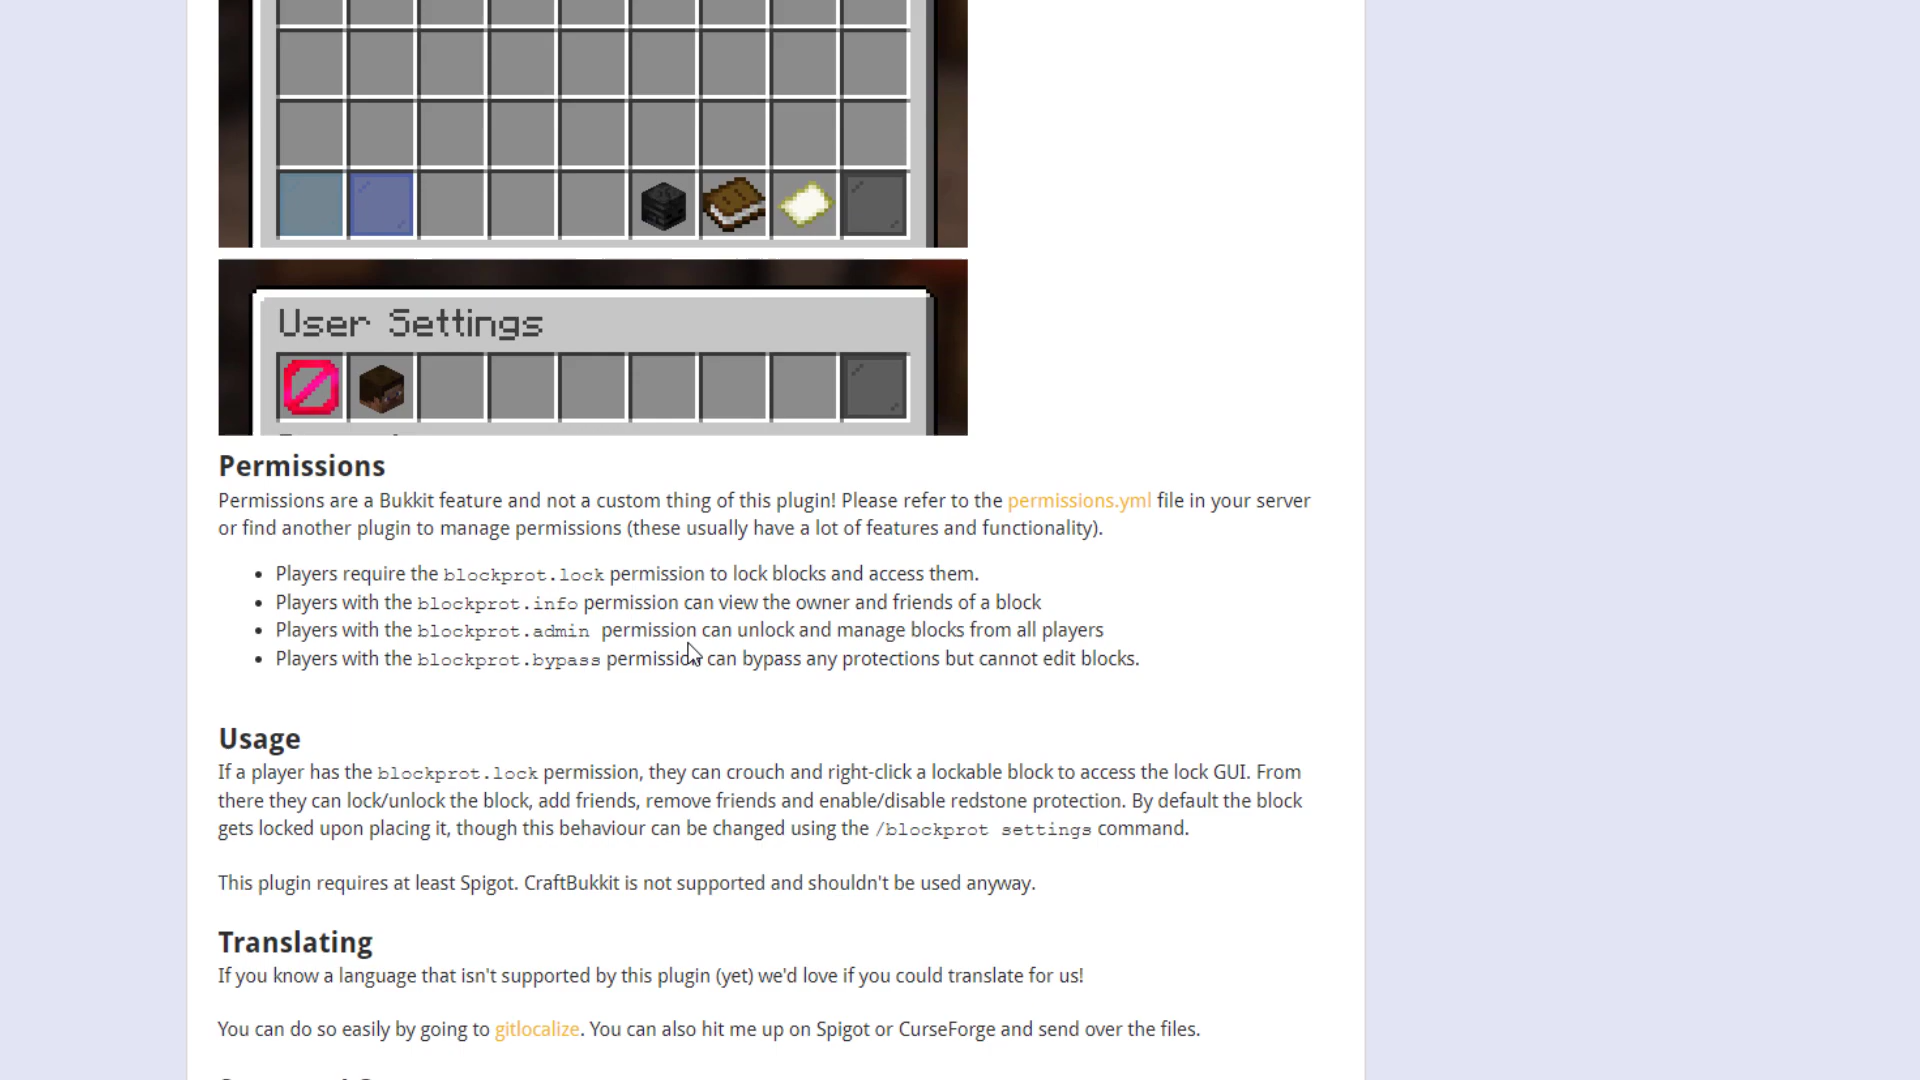 User Settings
Permissions
Permissions are a Bukkit feature and not a custom thing of this plugin! Please refer to the permissions.yml file in your server
or find another plugin to manage permissions (these usually have a lot of features and functionality).
• Players require the blockprot.lock permission to lock blocks and access them.
• Players with the blockprot.info permission can view the owner and friends of a block
• Players with the blockprot.admin permission can unlock and manage blocks from all players
• Players with the blockprot.bypass permission can bypass any protections but cannot edit blocks.
Usage
If a player has the blockprot.lock permission, they can crouch and right-click a lockable block to access the lock GUI. From
there they can lock/unlock the block, add friends, remove friends and enable/disable redstone protection. By default the block
gets locked upon placing it, though this behaviour can be changed using the /blockprot settings command.
This plugin requires at least Spigot. CraftBukkit is not supported and shouldn't be used anyway.
Translating
If you know a language that isn't supported by this plugin (yet) we'd love if you could translate for us!
You can do so easily by going to gitlocalize. You can also hit me up on Spigot or CurseForge and send over the files.